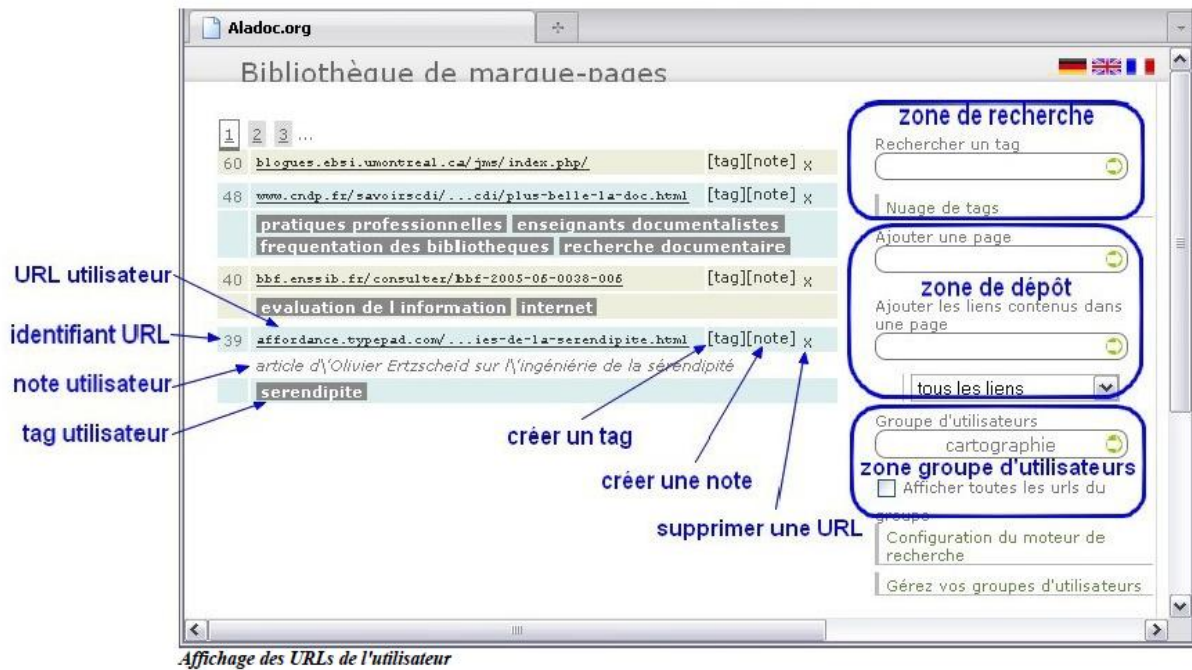 Aladoc.org
Bibliothèque de marque-pages
1 2 3 ...
60 blogues.ebsi.umontreal.ca/jms/index.php/ [tag][note] x
48 www.cndp.fr/savoirscdi/...cdi/plus-belle-la-doc.html [tag][note] x
pratiques professionnelles enseignants documentalistes
frequentation des bibliotheques recherche documentaire
40 bbf.enssib.fr/consulter/bbf-2005-06-0038-006 [tag][note] x
evaluation de l information internet
39 affordance.typepad.com/...ies-de-la-serendipite.html [tag][note] x
article d\'Olivier Ertzscheid sur l\'ingéniérie de la sérendipité
serendipite
URL utilisateur
identifiant URL
note utilisateur
tag utilisateur
créer un tag
créer une note
supprimer une URL
zone de recherche
Rechercher un tag
Nuage de tags
Ajouter une page
zone de dépôt
Ajouter les liens contenus dans
une page
tous les liens
Groupe d'utilisateurs
cartographie
zone groupe d'utilisateurs
Afficher toutes les urls du
groupe
Configuration du moteur de
recherche
Gérez vos groupes d'utilisateurs
Affichage des URLs de l'utilisateur